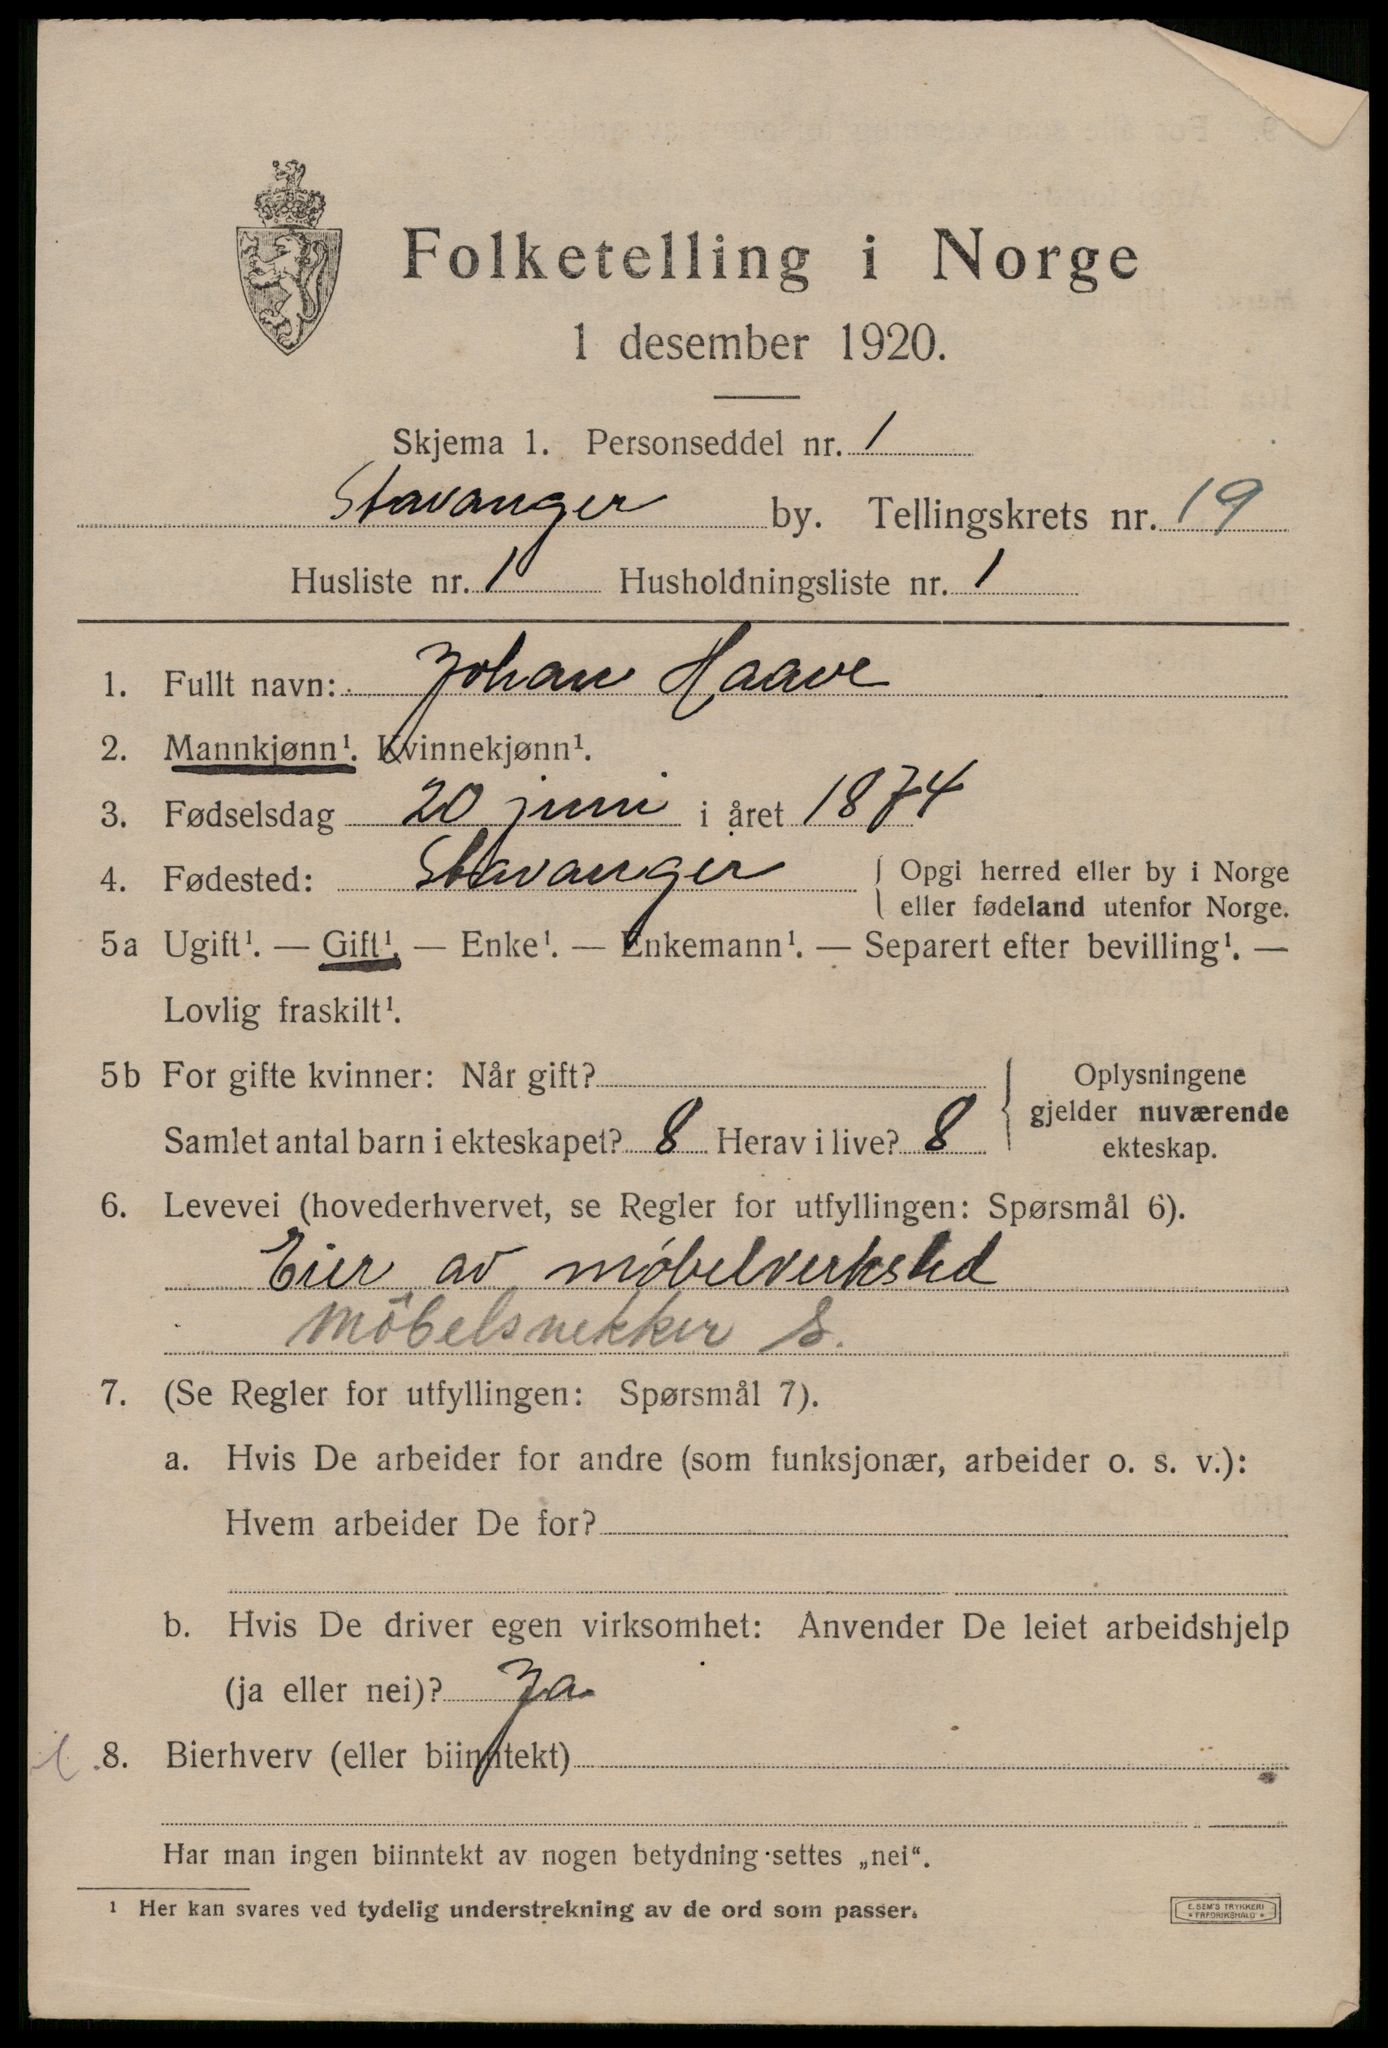 Folketelling i Norge
1 desember 1920.
Skjema 1. Personseddel nr. 1
Stavanger by. Tellingskrets nr. 19
Husliste nr. 1 Husholdningsliste nr. 1
1. Fullt navn: Johan Haave
2. Mannkjønn¹. Kvinnekjønn¹.
3. Fødselsdag 20 juni i året 1874
4. Fødested: Stavanger { Opgi herred eller by i Norge
eller fødeland utenfor Norge.
5a Ugift¹. — Gift¹. — Enke¹. — Enkemann¹. — Separert efter bevilling¹. —
Lovlig fraskilt¹.
5b For gifte kvinner: Når gift?
Samlet antal barn i ekteskapet? 8 Herav i live? 8
Oplysningene
gjelder nuværende
ekteskap.
6. Levevei (hovederhvervet, se Regler for utfyllingen: Spørsmål 6).
Eier av møbelverksted
Møbelsnekker S.
7. (Se Regler for utfyllingen: Spørsmål 7).
a. Hvis De arbeider for andre (som funksjonær, arbeider o. s. v.):
Hvem arbeider De for?
b. Hvis De driver egen virksomhet: Anvender De leiet arbeidshjelp
(ja eller nei)? Ja
8. Bierhverv (eller biinntekt)
Har man ingen biinntekt av nogen betydning settes „nei“.
¹ Her kan svares ved tydelig understrekning av de ord som passer.
E. SEM'S TRYKKERI
* FREDRIKSHALD *